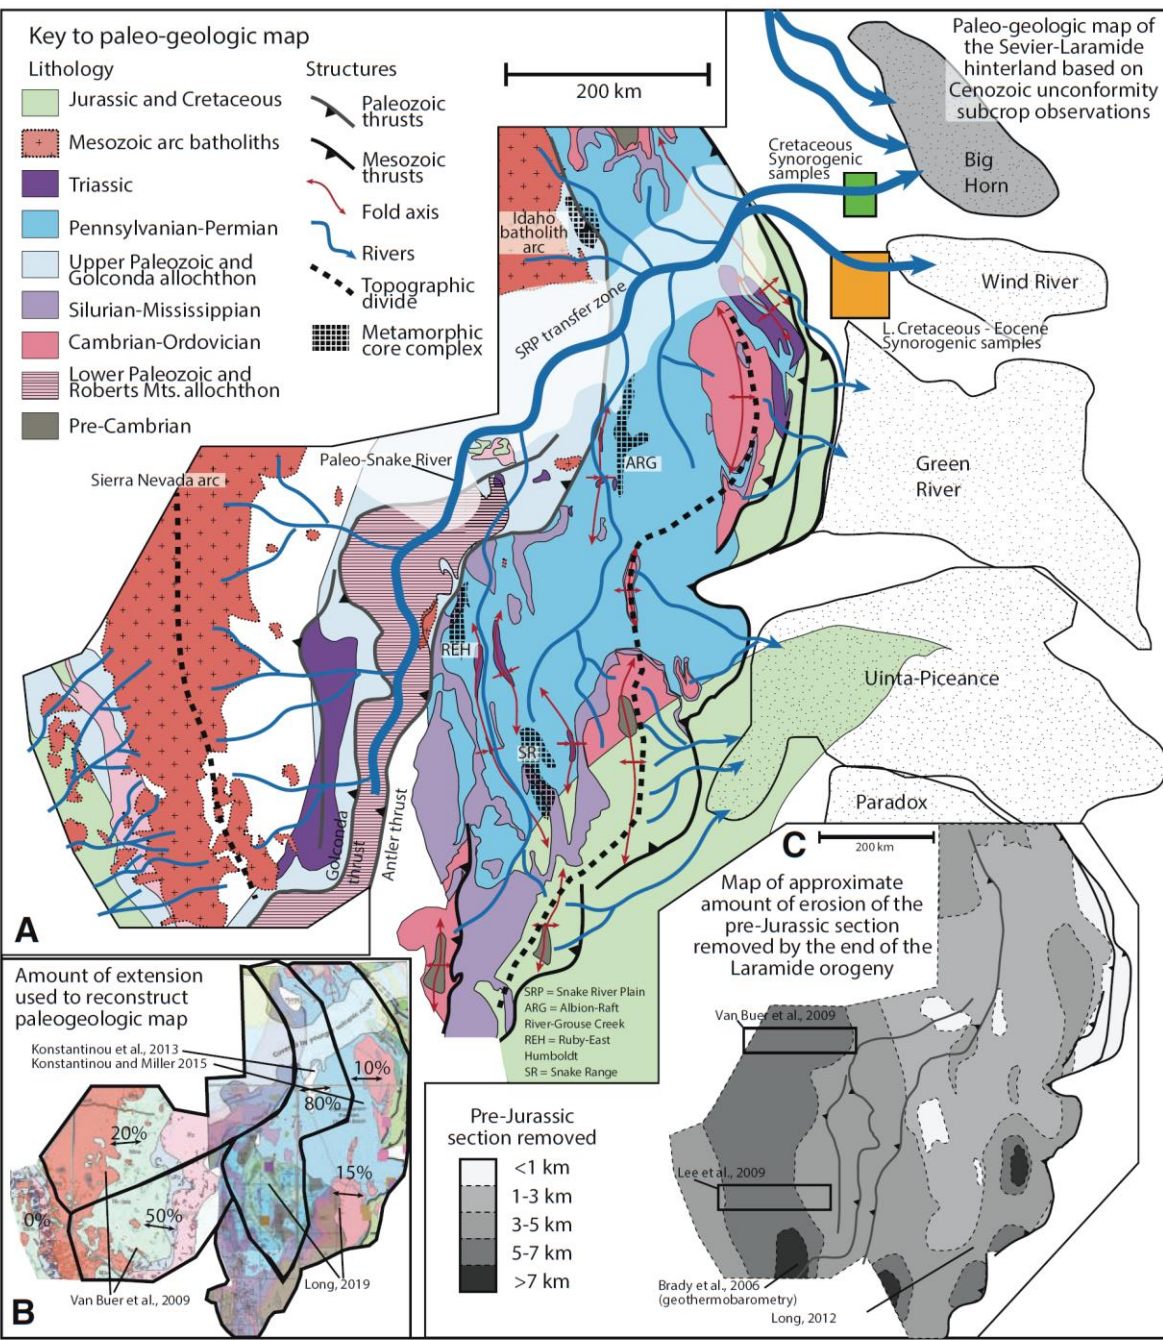 Key to paleo-geologic map
Lithology
Jurassic and Cretaceous
Mesozoic arc batholiths
Triassic
Pennsylvanian-Permian
Upper Paleozoic and
Golconda allochthon
Silurian-Mississippian
Cambrian-Ordovician
Lower Paleozoic and
Roberts Mts. allochthon
Pre-Cambrian
Structures
Paleozoic
thrusts
Mesozoic
thrusts
Fold axis
Rivers
Topographic
divide
Metamorphic
core complex
200 km
Paleo-geologic map of
the Sevier-Laramide
hinterland based on
Cenozoic unconformity
subcrop observations
Cretaceous
Synorogenic
samples
Big
Horn
Idaho
batholith
arc
Wind River
SRP transfer zone
L. Cretaceous - Eocene
Synorogenic samples
Paleo-Snake River
ARG
Sierra Nevada arc
Green
River
REH
Uinta-Piceance
SR
Paradox
Golconda
thrust
Antler thrust
A
SRP = Snake River Plain
ARG = Albion-Raft
River-Grouse Creek
REH = Ruby-East
Humboldt
SR = Snake Range
Amount of extension
used to reconstruct
paleogeologic map
Konstantinou et al., 2013
Konstantinou and Miller 2015
10%
80%
20%
15%
50%
0%
Long, 2019
Van Buer et al., 2009
B
C
200 km
Map of approximate
amount of erosion of the
pre-Jurassic section
removed by the end of the
Laramide orogeny
Van Buer et al., 2009
Lee et al., 2009
Brady et al., 2006
(geothermobarometry)
Long, 2012
Pre-Jurassic
section removed
<1 km
1-3 km
3-5 km
5-7 km
>7 km